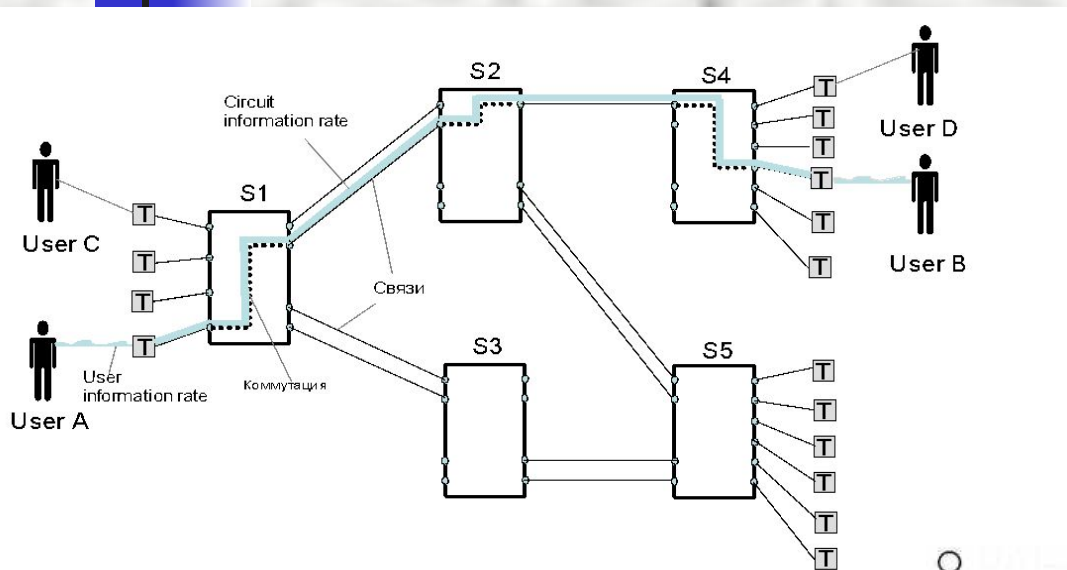 S2
S4
T
User D
Circuit
information rate
T
T
T
User B
S1
T
User C
T
T
T
T
Связи
T
User
information rate
Коммутация
User A
S3
S5
T
T
T
T
T
T